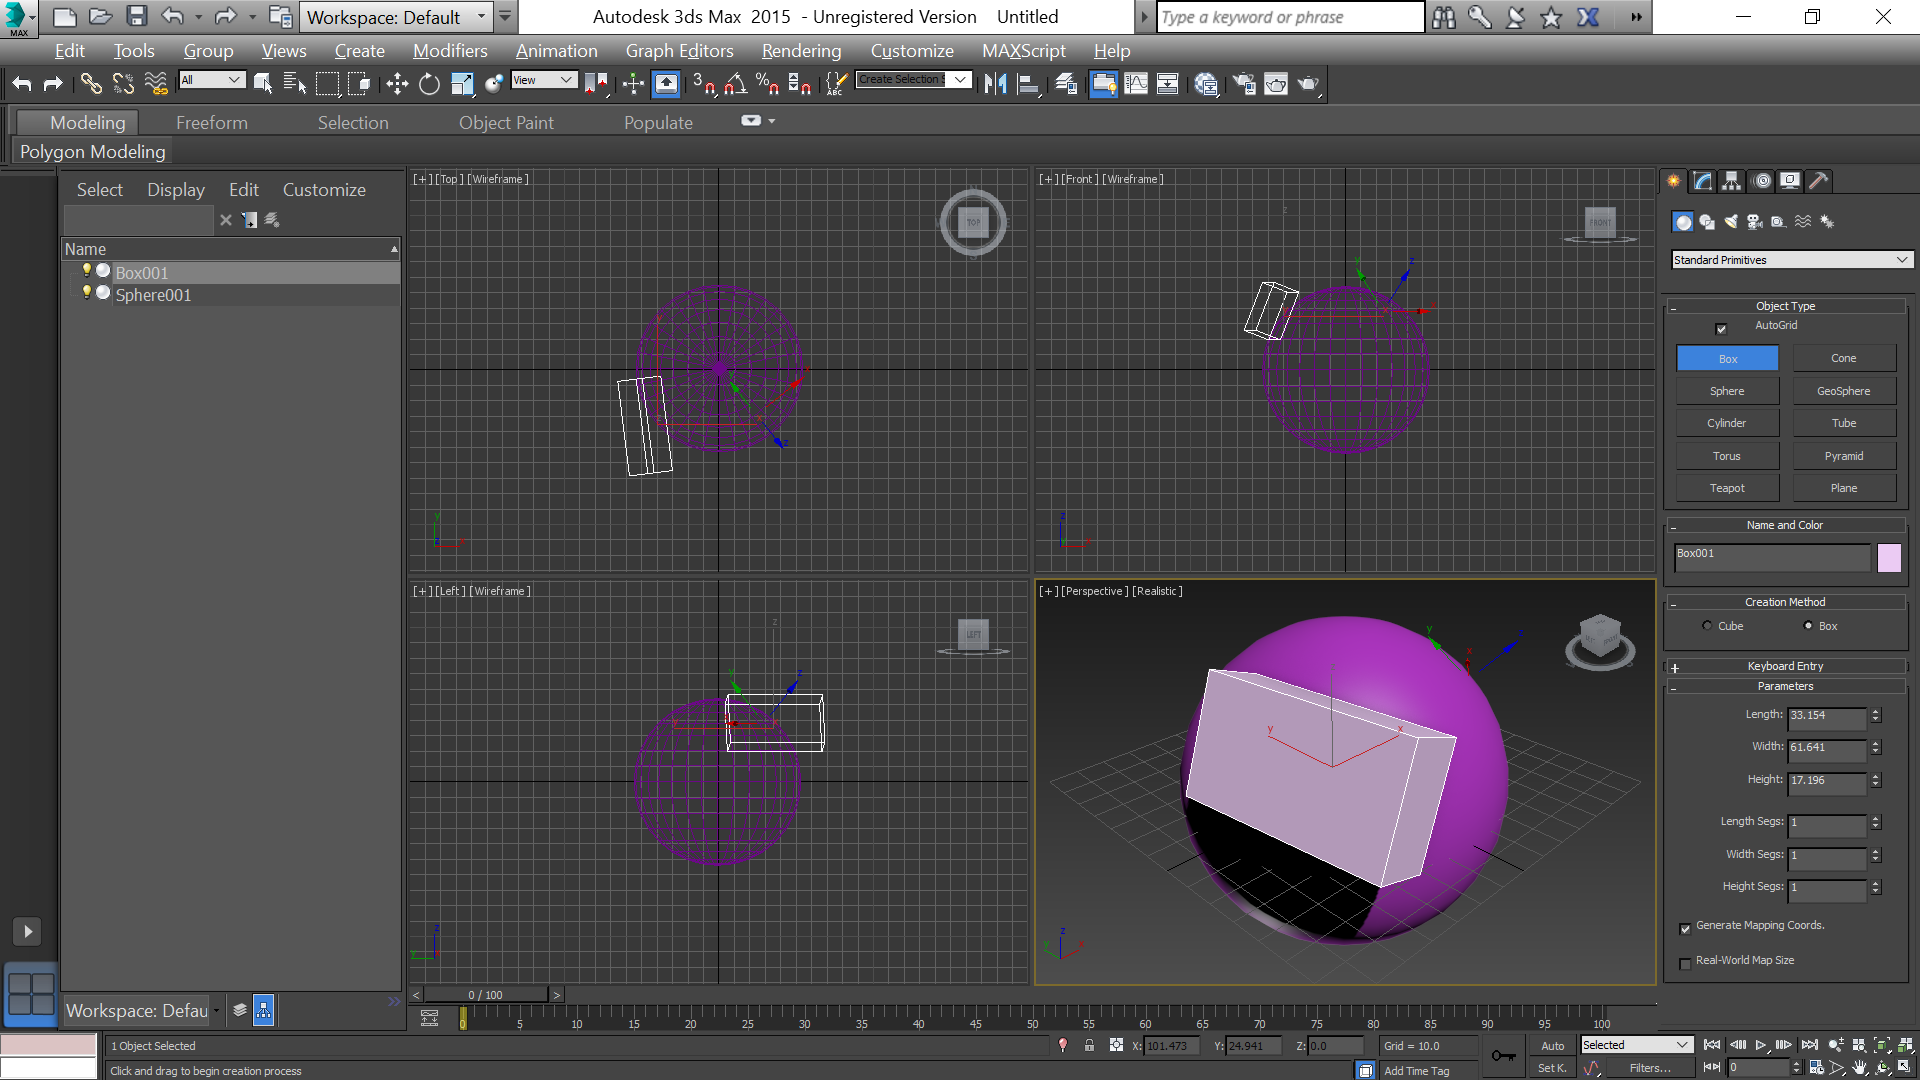 MAX
Workspace: Default
Autodesk 3ds Max 2015 - Unregistered Version Untitled
Type a keyword or phrase
Edit Tools Group Views Create Modifiers Animation Graph Editors Rendering Customize MAXScript Help
All
View
3
%
ABC
Create Selection S
Modeling Freeform Selection Object Paint Populate
Polygon Modeling
Select Display Edit Customize
Name
Box001
Sphere001
Workspace: Defau
[+] [Top] [Wireframe]
TOP
[+] [Front] [Wireframe]
FRONT
[+] [Left] [Wireframe]
LEFT
[+] [Perspective] [Realistic]
Standard Primitives
Object Type
AutoGrid
Box Cone
Sphere GeoSphere
Cylinder Tube
Torus Pyramid
Teapot Plane
Name and Color
Box001
Creation Method
Cube Box
+ Keyboard Entry
- Parameters
Length: 33.154
Width: 61.641
Height: 17.196
Length Segs: 1
Width Segs: 1
Height Segs: 1
Generate Mapping Coords.
Real-World Map Size
< 0 / 100 >
0 5 10 15 20 25 30 35 40 45 50 55 60 65 70 75 80 85 90 95 100
1 Object Selected
X: 101.473 Y: 24.941 Z: 0.0 Grid = 10.0
Auto Selected
Click and drag to begin creation process
Add Time Tag
Set K. Filters... 0